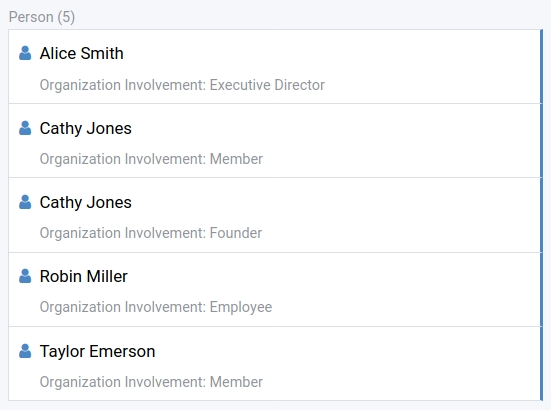 Person (5)
Alice Smith
Organization Involvement: Executive Director
Cathy Jones
Organization Involvement: Member
Cathy Jones
Organization Involvement: Founder
Robin Miller
Organization Involvement: Employee
Taylor Emerson
Organization Involvement: Member